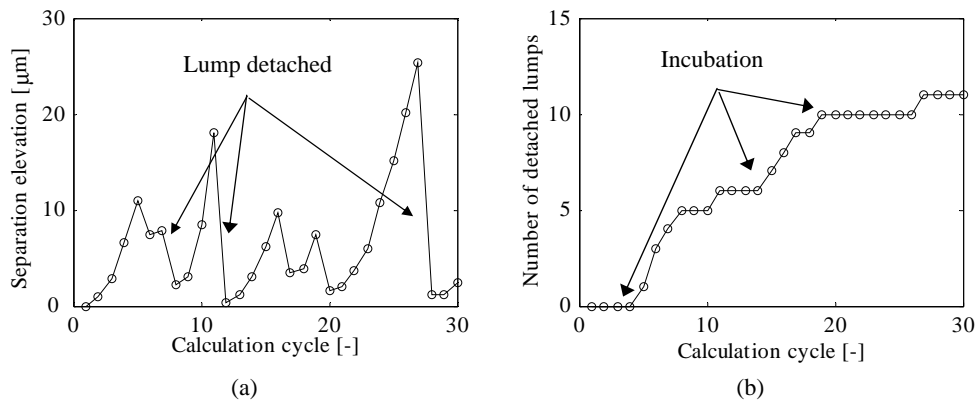 30
20
10
0
0
10
20
30
Separation elevation [μm]
Calculation cycle [-]
Lump detached
(a)
15
10
5
0
0
10
20
30
Number of detached lumps
Calculation cycle [-]
Incubation
(b)